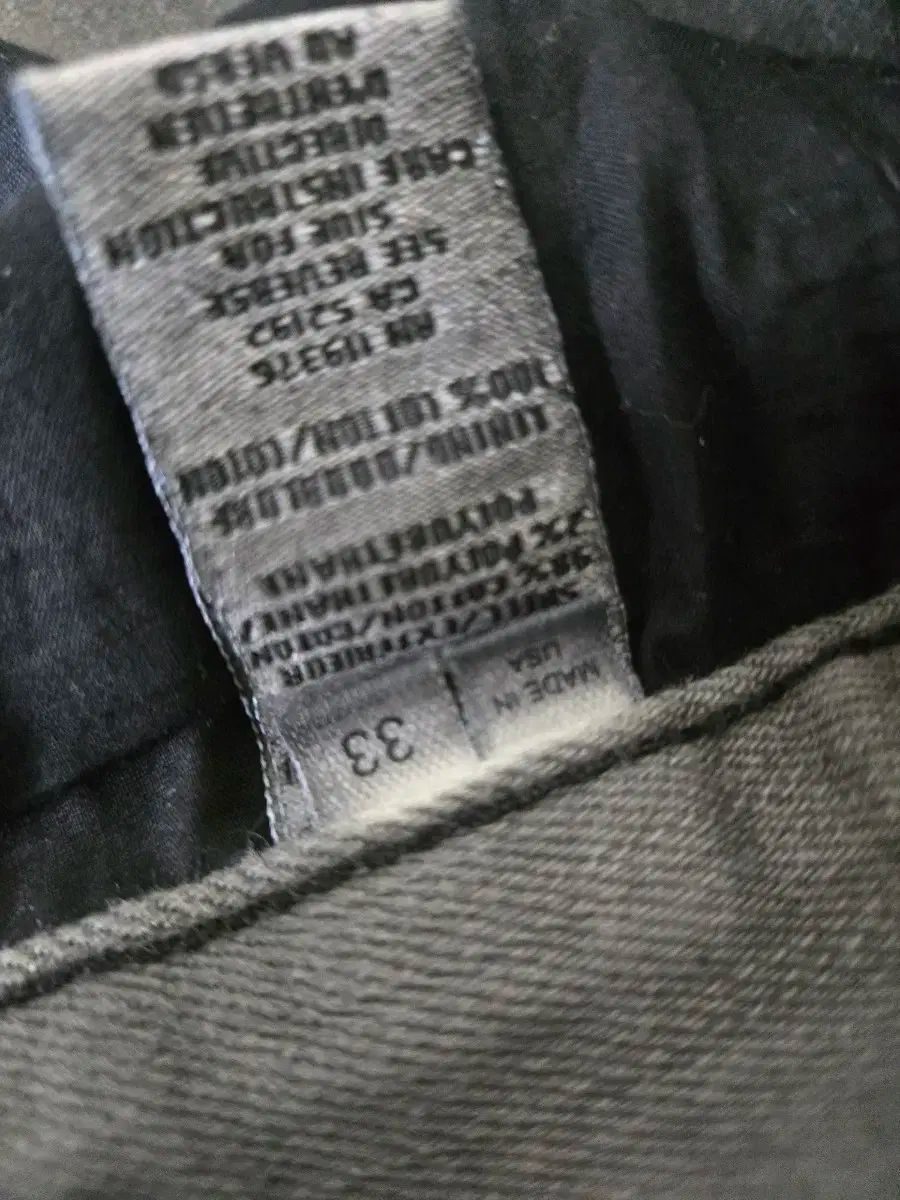 MADE IN
USA
33
SHELL/EXTERIEUR
98% COTTON/COTON
2% POLYURETHANE/
POLYURETHANE
LINING/DOUBLURE
100% COTTON/COTON
RN 119376
CA 52192
SEE REVERSE
SIDE FOR
CARE INSTRUCTION
DIRECTIVE
D'ENTRETIEN
AU VERSO